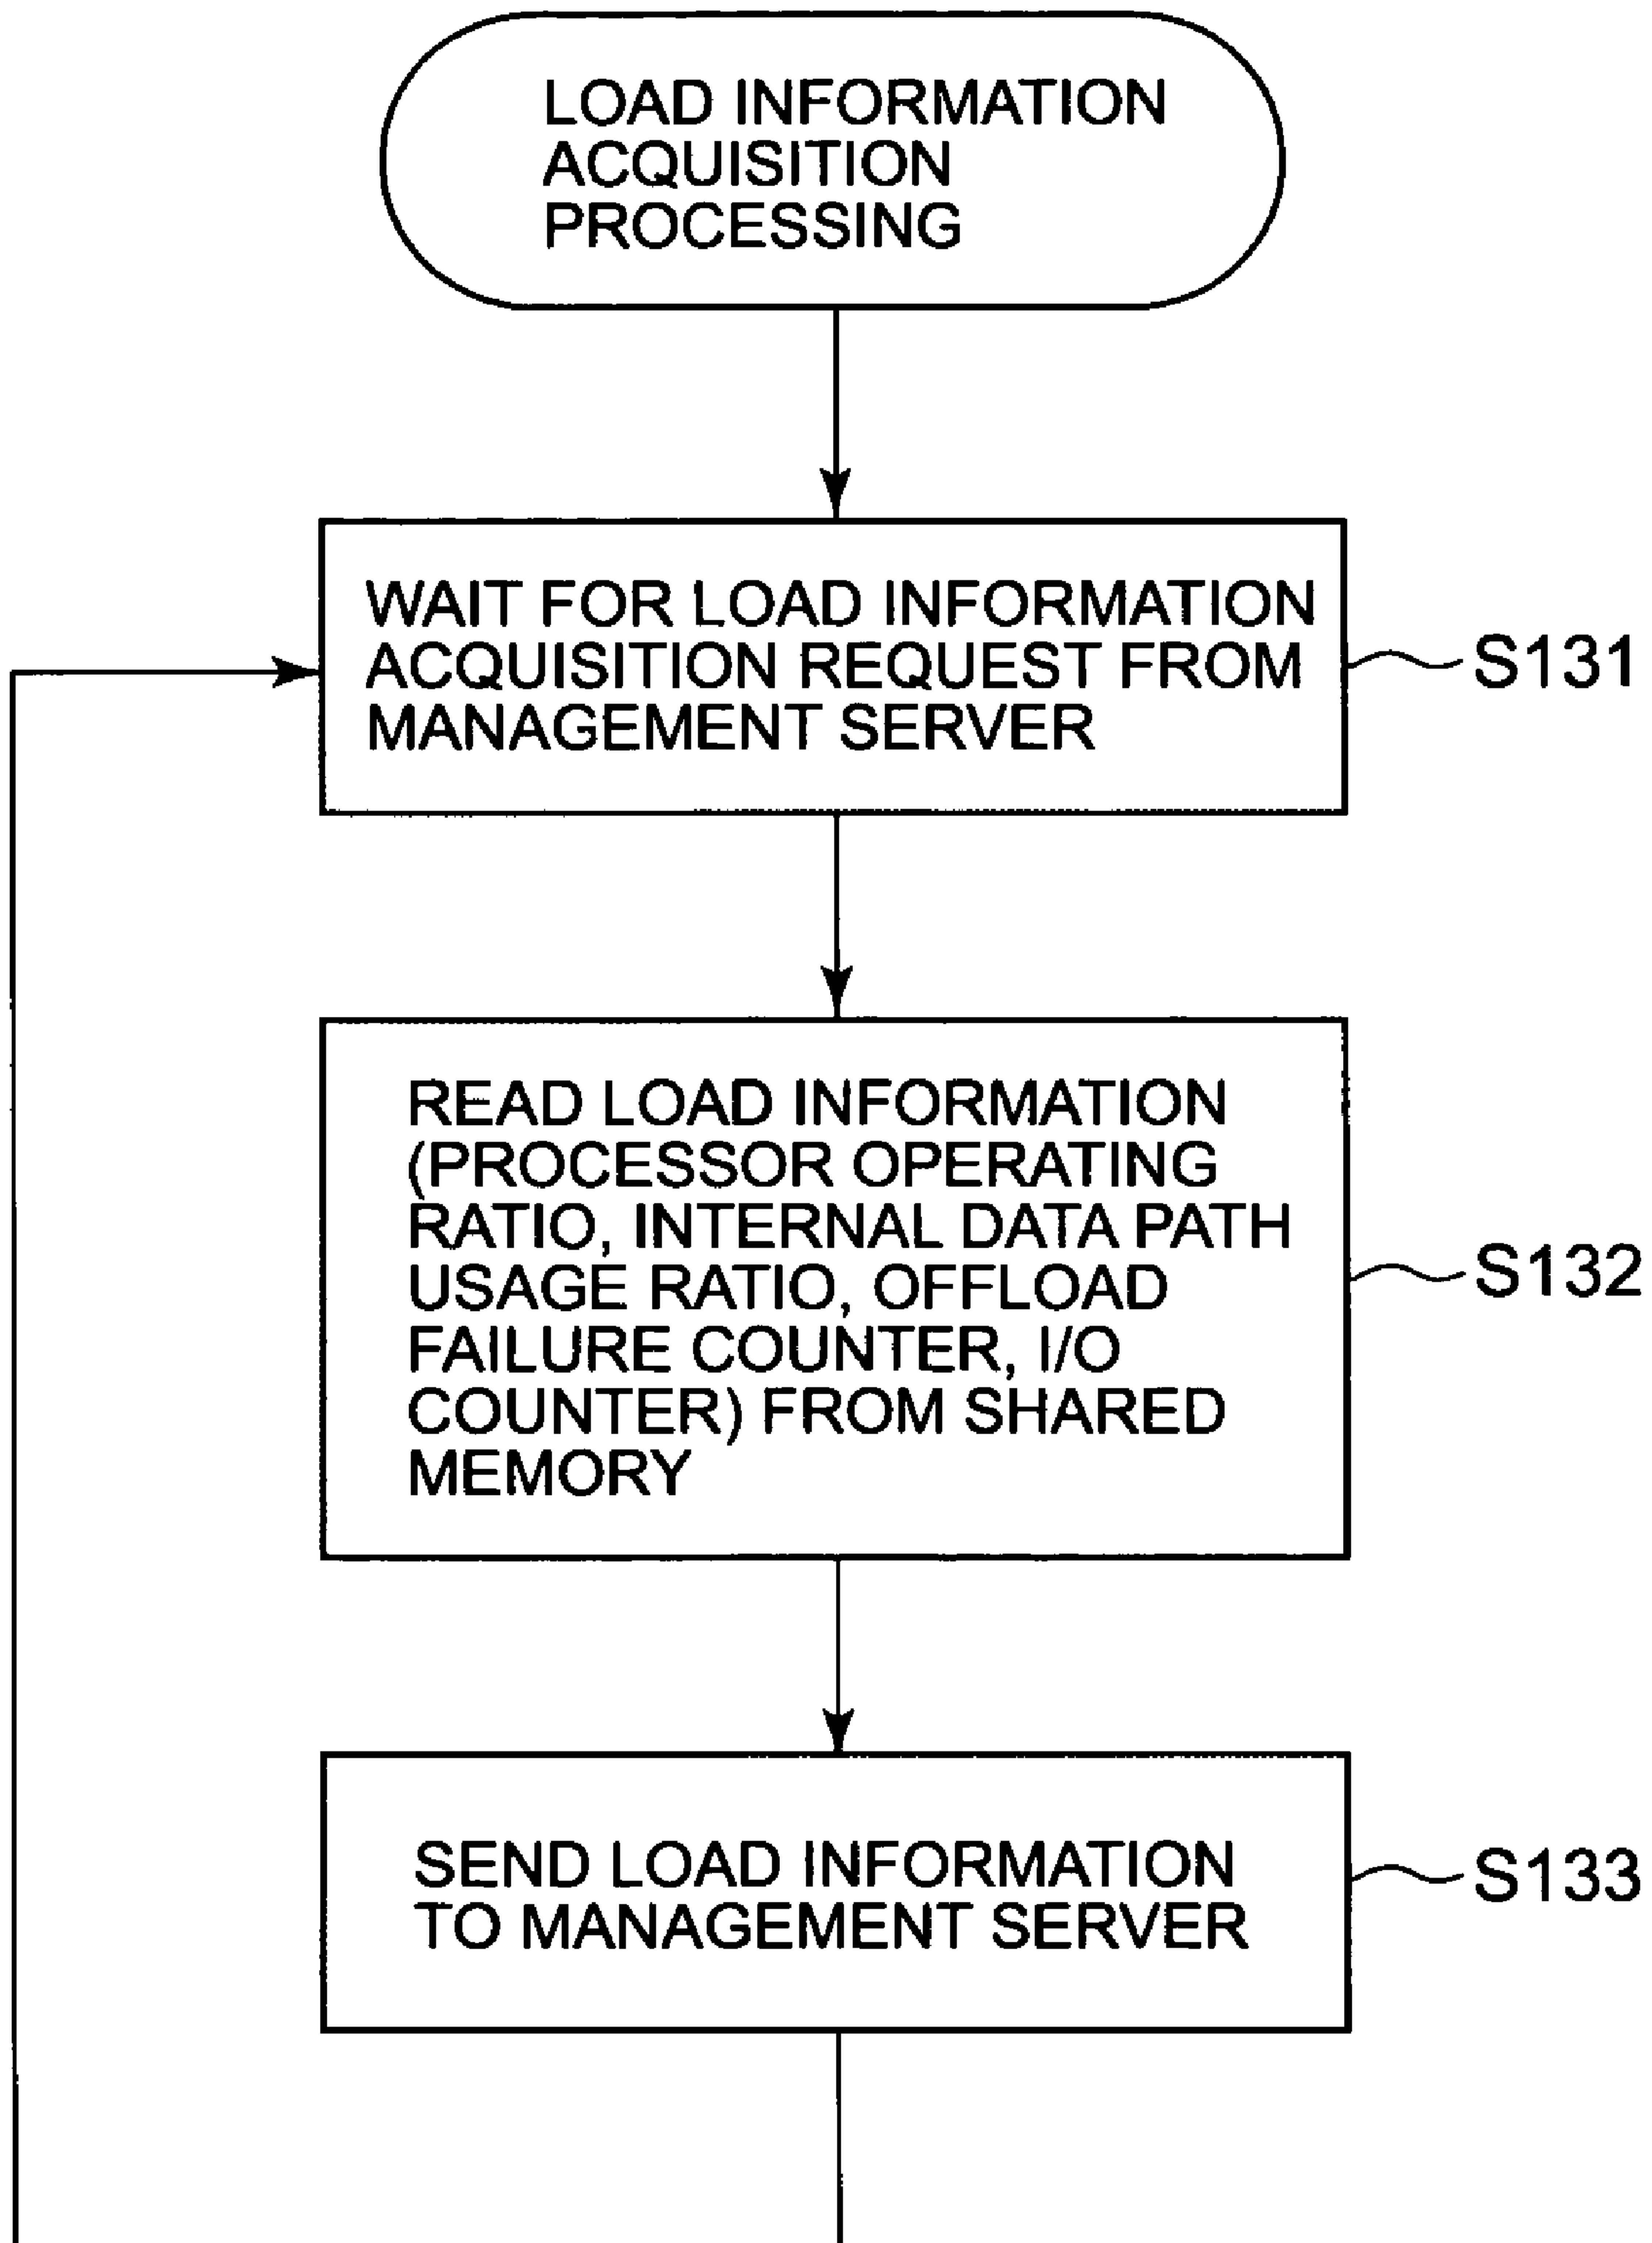 LOAD INFORMATION
ACQUISITION
PROCESSING
WAIT FOR LOAD INFORMATION
ACQUISITION REQUEST FROM
MANAGEMENT SERVER
S131
READ LOAD INFORMATION
(PROCESSOR OPERATING
RATIO, INTERNAL DATA PATH
USAGE RATIO, OFFLOAD
FAILURE COUNTER, I/O
COUNTER) FROM SHARED
MEMORY
S132
SEND LOAD INFORMATION
TO MANAGEMENT SERVER
S133